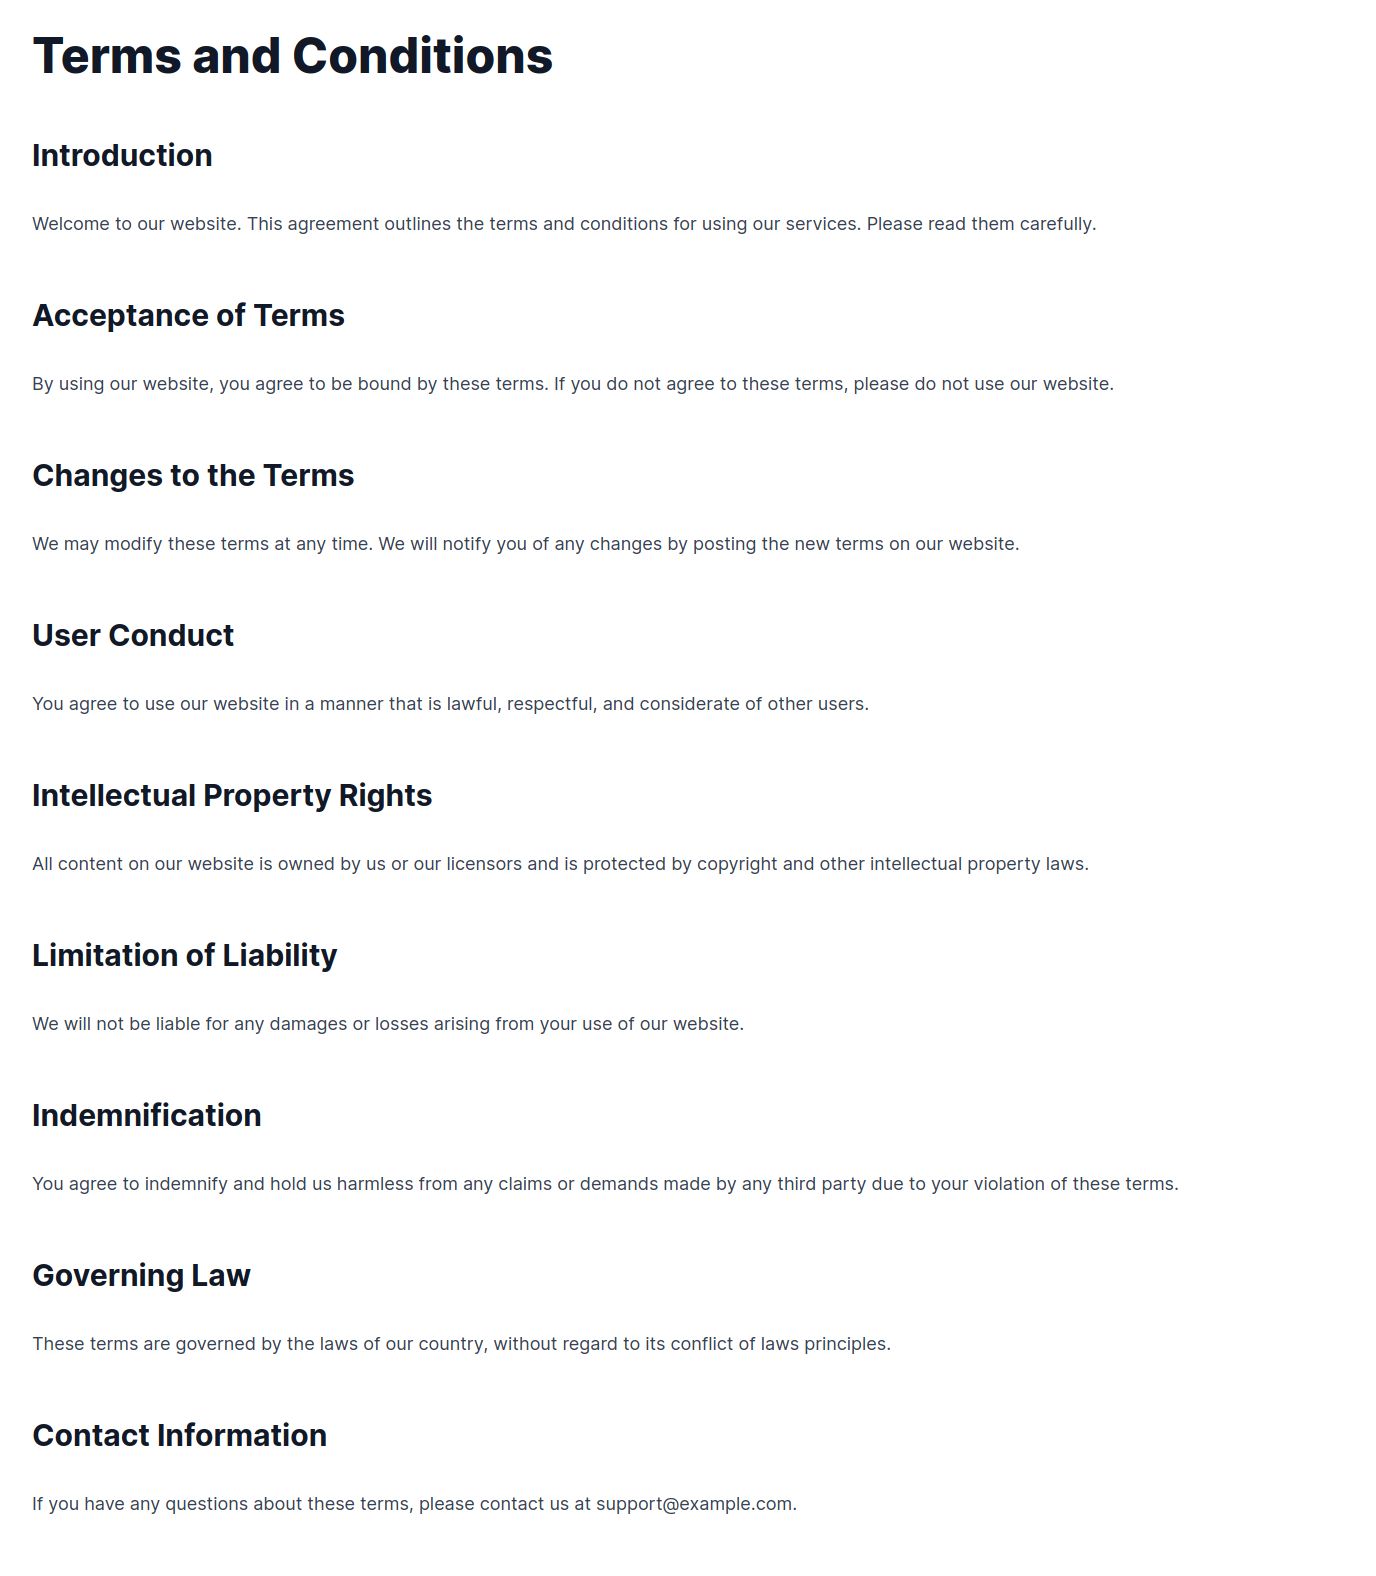 Terms and Conditions
Introduction
Welcome to our website. This agreement outlines the terms and conditions for using our services. Please read them carefully.
Acceptance of Terms
By using our website, you agree to be bound by these terms. If you do not agree to these terms, please do not use our website.
Changes to the Terms
We may modify these terms at any time. We will notify you of any changes by posting the new terms on our website.
User Conduct
You agree to use our website in a manner that is lawful, respectful, and considerate of other users.
Intellectual Property Rights
All content on our website is owned by us or our licensors and is protected by copyright and other intellectual property laws.
Limitation of Liability
We will not be liable for any damages or losses arising from your use of our website.
Indemnification
You agree to indemnify and hold us harmless from any claims or demands made by any third party due to your violation of these terms.
Governing Law
These terms are governed by the laws of our country, without regard to its conflict of laws principles.
Contact Information
If you have any questions about these terms, please contact us at support@example.com.